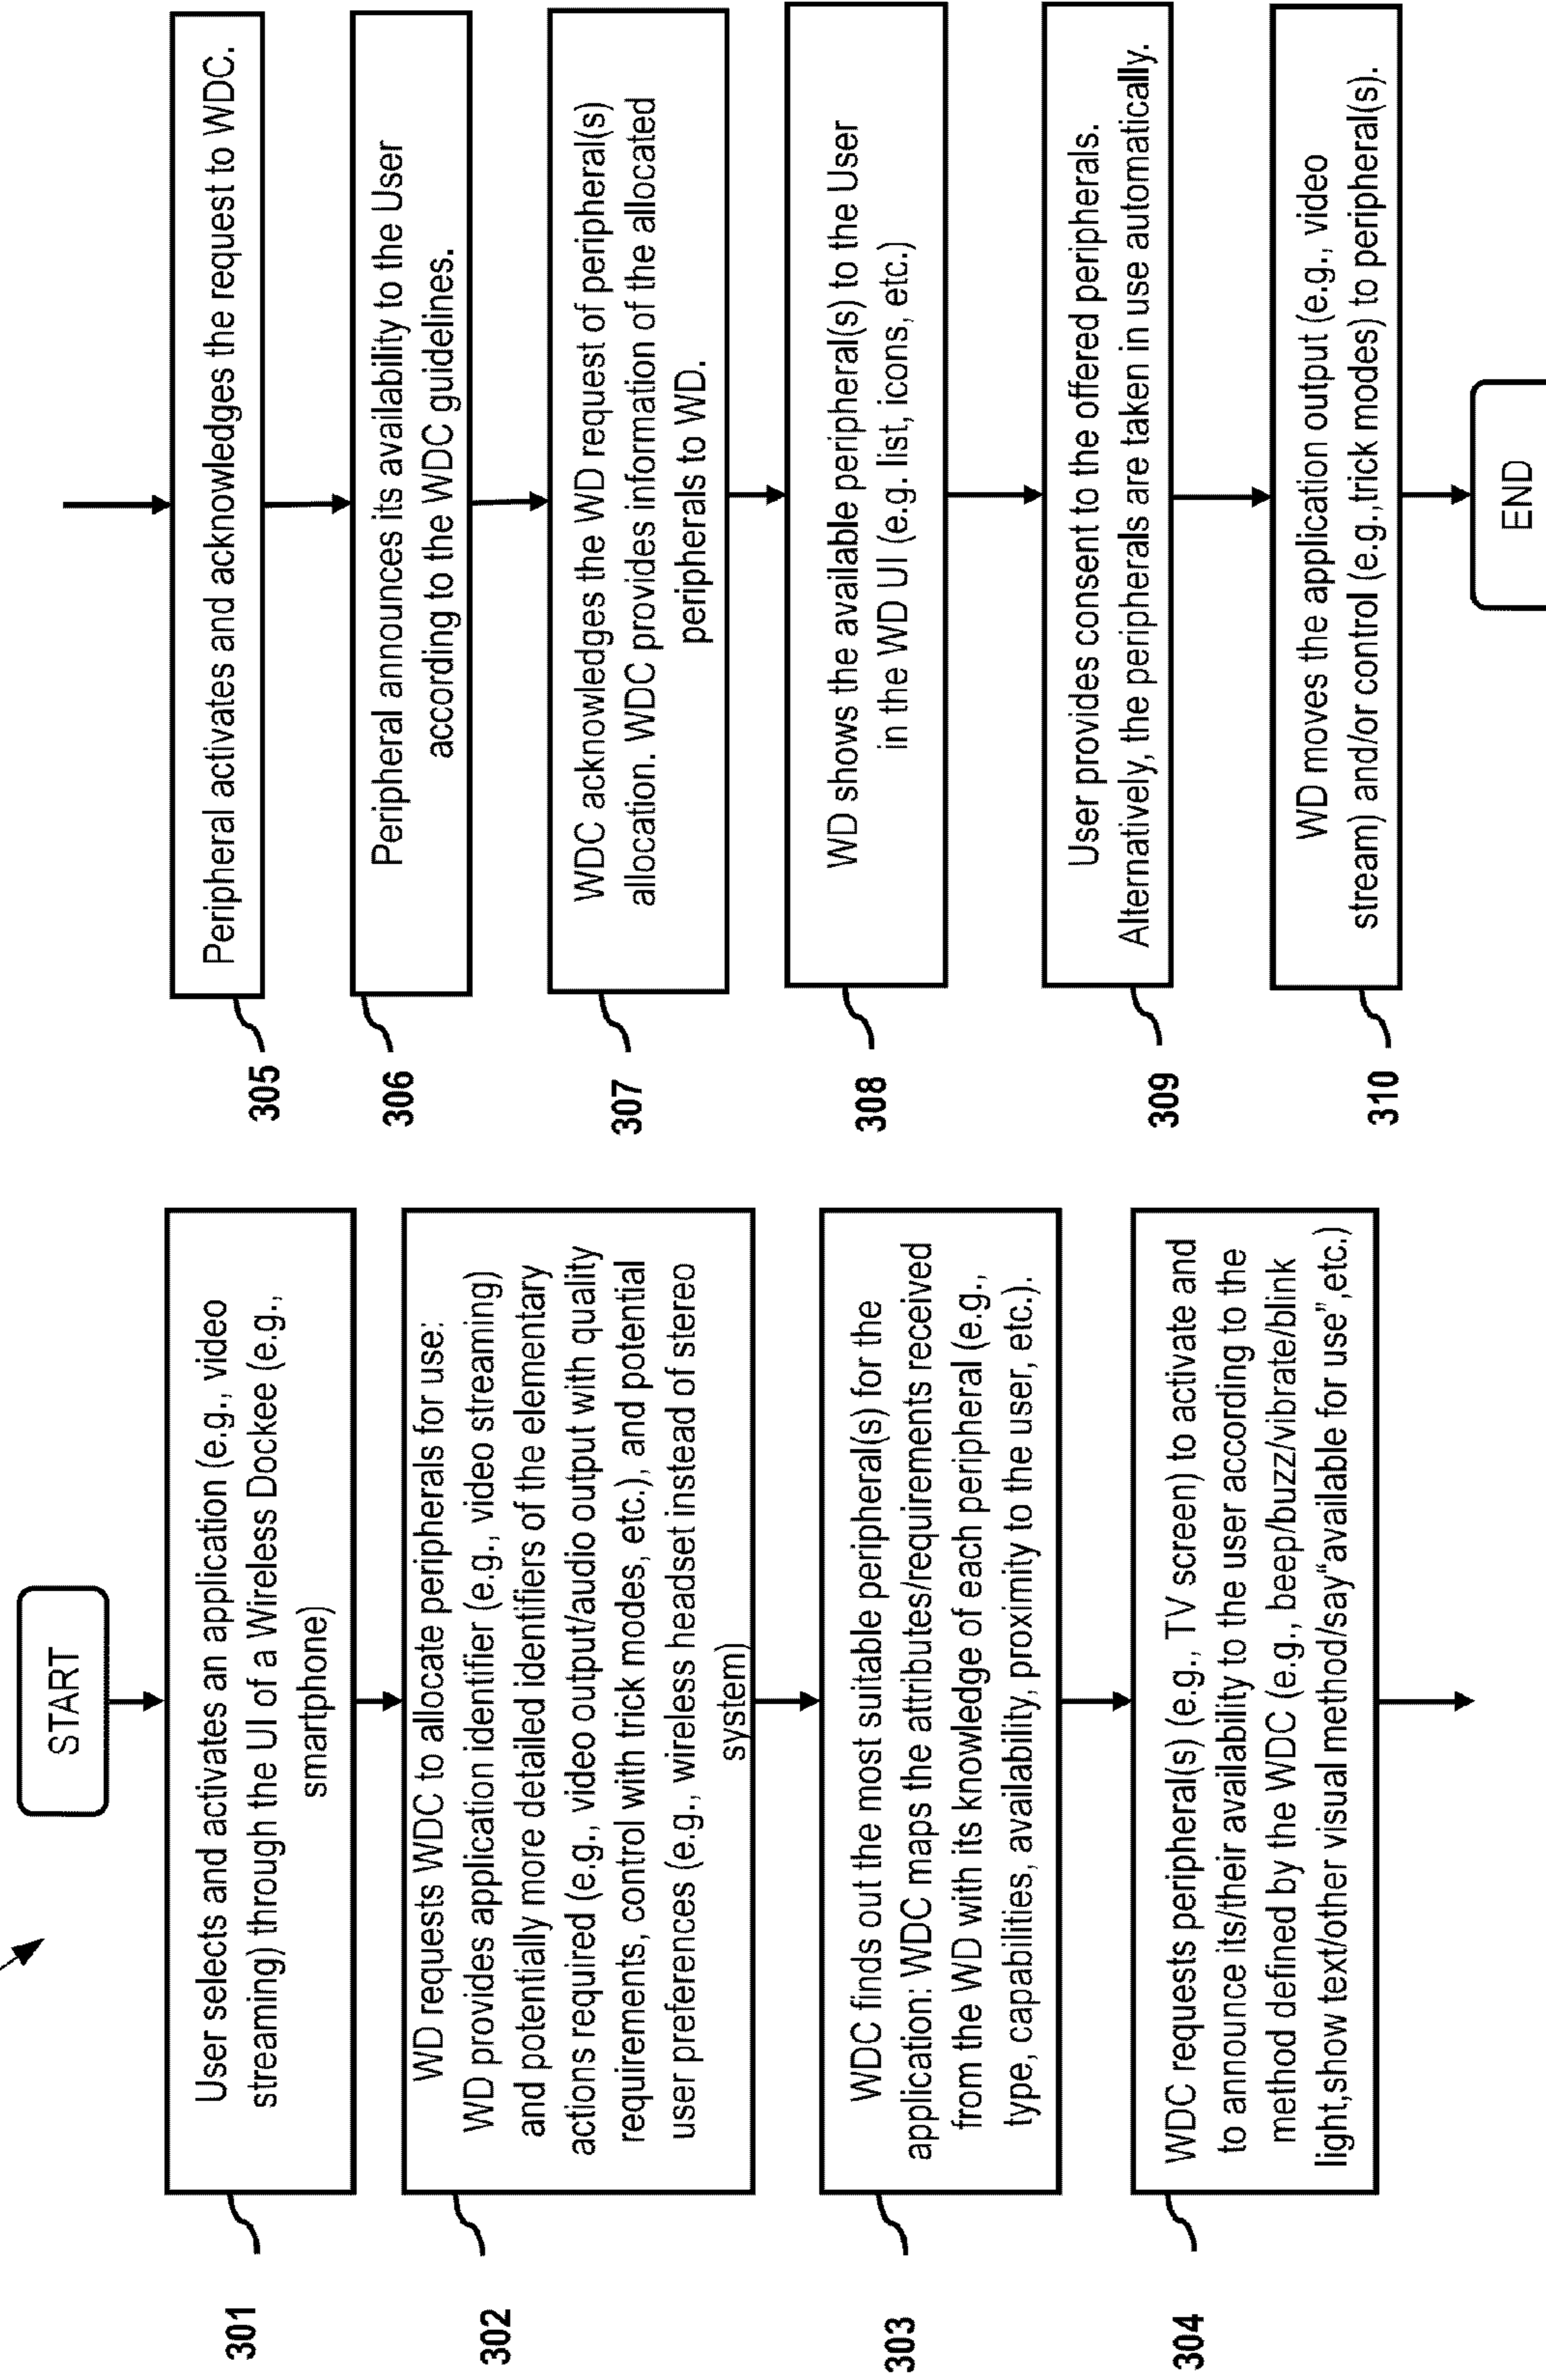 START
301
User selects and activates an application (e.g., video
streaming) through the UI of a Wireless Dockee (e.g.,
smartphone)
302
WD requests WDC to allocate peripherals for use:
WD provides application identifier (e.g., video streaming)
and potentially more detailed identifiers of the elementary
actions required (e.g., video output/audio output with quality
requirements, control with trick modes, etc.), and potential
user preferences (e.g., wireless headset instead of stereo
system)
303
WDC finds out the most suitable peripheral(s) for the
application: WDC maps the attributes/requirements received
from the WD with its knowledge of each peripheral (e.g.,
type, capabilities, availability, proximity to the user, etc.).
304
WDC requests peripheral(s) (e.g., TV screen) to activate and
to announce its/their availability to the user according to the
method defined by the WDC (e.g., beep/buzz/vibrate/blink
light,show text/other visual method/say“available for use”,etc.)
305
Peripheral activates and acknowledges the request to WDC.
306
Peripheral announces its availability to the User
according to the WDC guidelines.
307
WDC acknowledges the WD request of peripheral(s)
allocation. WDC provides information of the allocated
peripherals to WD.
308
WD shows the available peripheral(s) to the User
in the WD UI (e.g. list, icons, etc.)
309
User provides consent to the offered peripherals.
Alternatively, the peripherals are taken in use automatically.
310
WD moves the application output (e.g., video
stream) and/or control (e.g.,trick modes) to peripheral(s).
END